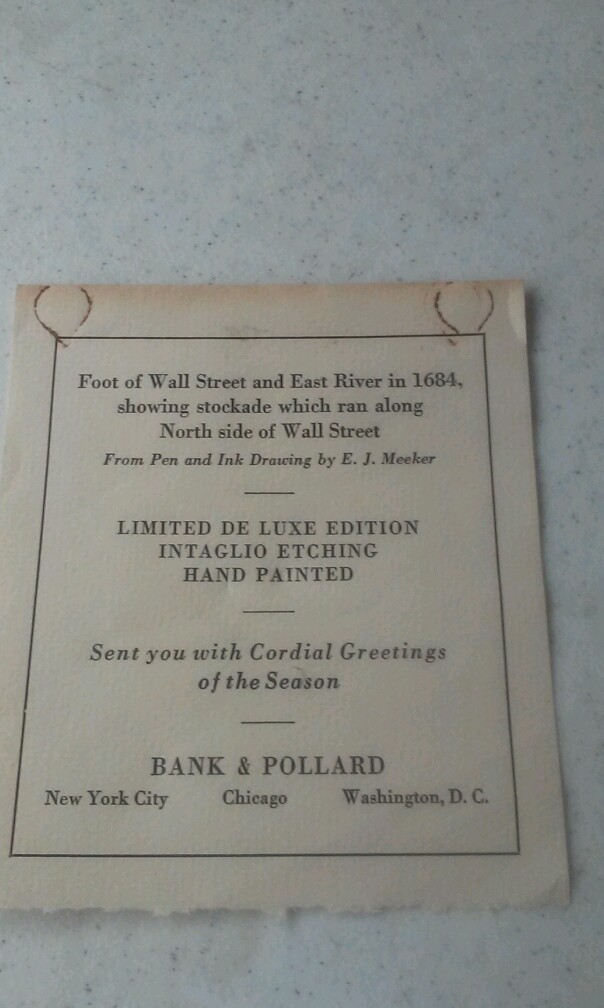 Foot of Wall Street and East River in 1684,
showing stockade which ran along
North side of Wall Street
From Pen and Ink Drawing by E. J. Meeker
LIMITED DE LUXE EDITION
INTAGLIO ETCHING
HAND PAINTED
Sent you with Cordial Greetings
of the Season
BANK & POLLARD
New York City Chicago Washington, D. C.